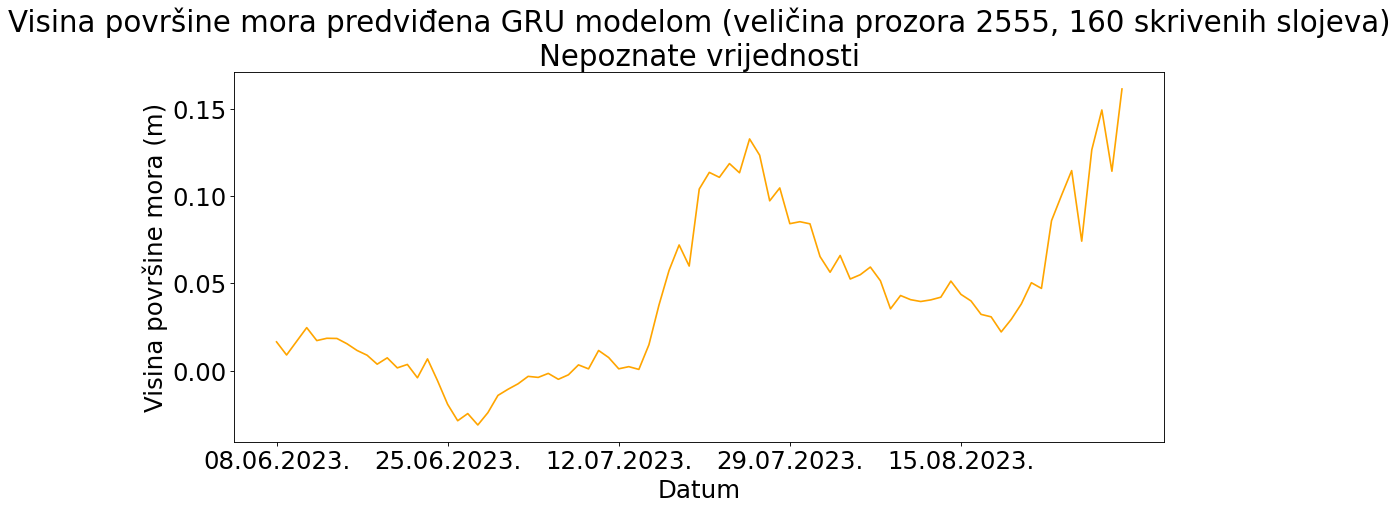 Visina površine mora predviđena GRU modelom (veličina prozora 2555, 160 skrivenih slojeva)
Nepoznate vrijednosti
Visina površine mora (m)
0.15
0.10
0.05
0.00
08.06.2023.
25.06.2023.
12.07.2023.
29.07.2023.
15.08.2023.
Datum